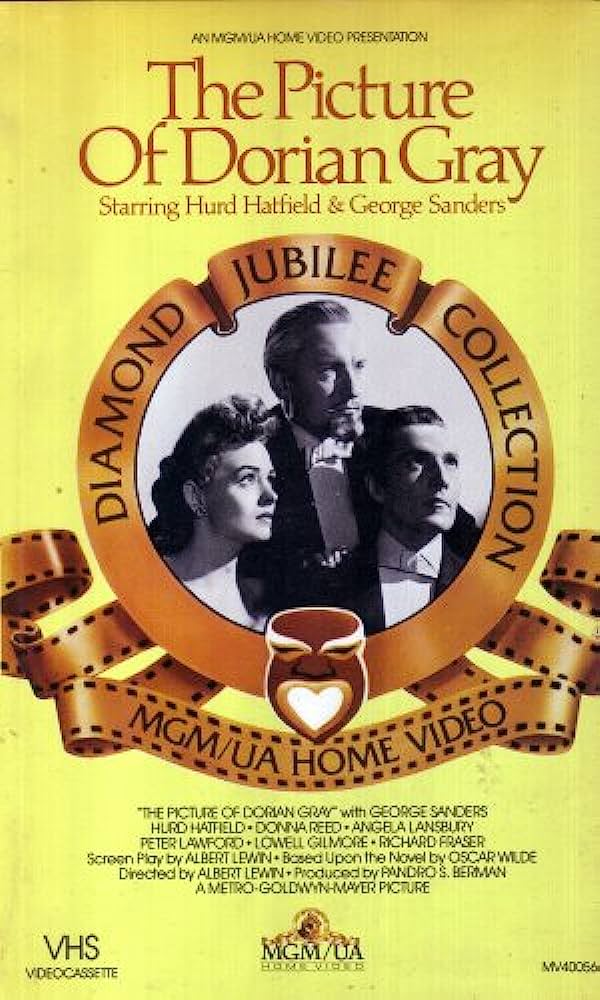 AN MGM/UA HOME VIDEO PRESENTATION
The Picture
Of Dorian Gray
Starring Hurd Hatfield & George Sanders
DIAMOND JUBILEE COLLECTION
MGM/UA HOME VIDEO
"THE PICTURE OF DORIAN GRAY" with GEORGE SANDERS
HURD HATFIELD • DONNA REED • ANGELA LANSBURY
PETER LAWFORD • LOWELL GILMORE • RICHARD FRASER
Screen Play by ALBERT LEWIN • Based Upon the Novel by OSCAR WILDE
Directed by ALBERT LEWIN • Produced by PANDRO S. BERMAN
A METRO-GOLDWYN-MAYER PICTURE
VHS
VIDEOCASSETTE
MGM/UA
HOME VIDEO
MV40056